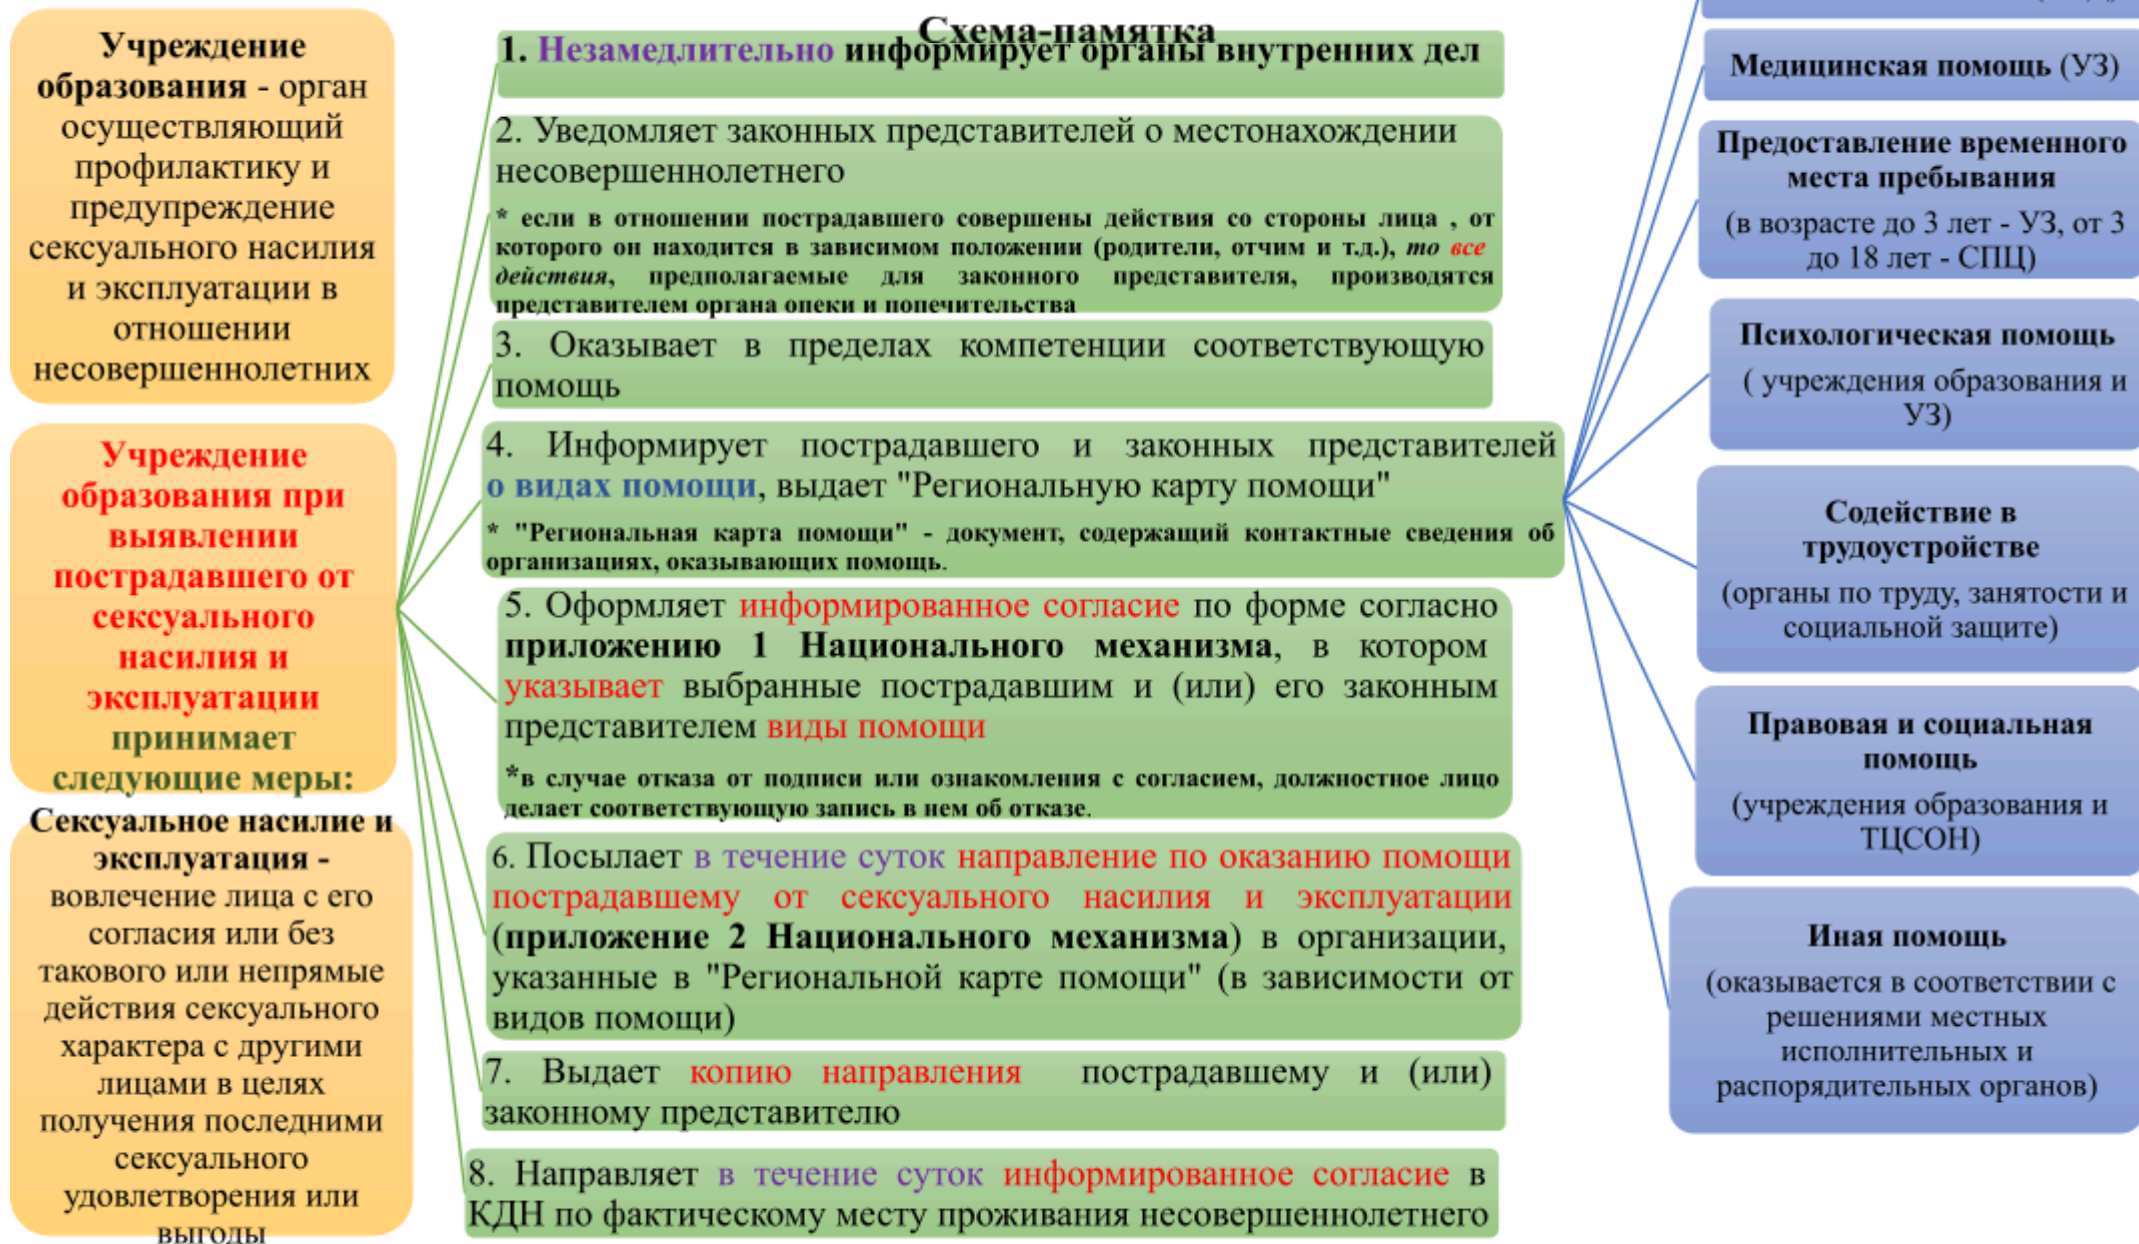 Схема-памятка
Учреждение
образования - орган
осуществляющий
профилактику и
предупреждение
сексуального насилия
и эксплуатации в
отношении
несовершеннолетних
Учреждение
образования при
выявлении
пострадавшего от
сексуального
насилия и
эксплуатации
принимает
следующие меры:
Сексуальное насилие и
эксплуатация -
вовлечение лица с его
согласия или без
такового или непрямые
действия сексуального
характера с другими
лицами в целях
получения последними
сексуального
удовлетворения или
выгоды
1. Незамедлительно информирует органы внутренних дел
2. Уведомляет законных представителей о местонахождении
несовершеннолетнего
* если в отношении пострадавшего совершены действия со стороны лица , от
которого он находится в зависимом положении (родители, отчим и т.д.), то все
действия, предполагаемые для законного представителя, производятся
представителем органа опеки и попечительства
3. Оказывает в пределах компетенции соответствующую
помощь
4. Информирует пострадавшего и законных представителей
о видах помощи, выдает "Региональную карту помощи"
* "Региональная карта помощи" - документ, содержащий контактные сведения об
организациях, оказывающих помощь.
5. Оформляет информированное согласие по форме согласно
приложению 1 Национального механизма, в котором
указывает выбранные пострадавшим и (или) его законным
представителем виды помощи
*в случае отказа от подписи или ознакомления с согласием, должностное лицо
делает соответствующую запись в нем об отказе.
6. Посылает в течение суток направление по оказанию помощи
пострадавшему от сексуального насилия и эксплуатации
(приложение 2 Национального механизма) в организации,
указанные в "Региональной карте помощи" (в зависимости от
видов помощи)
7. Выдает копию направления пострадавшему и (или)
законному представителю
8. Направляет в течение суток информированное согласие в
КДН по фактическому месту проживания несовершеннолетнего
Медицинская помощь (УЗ)
Предоставление временного
места пребывания
(в возрасте до 3 лет - УЗ, от 3
до 18 лет - СПЦ)
Психологическая помощь
( учреждения образования и
УЗ)
Содействие в
трудоустройстве
(органы по труду, занятости и
социальной защите)
Правовая и социальная
помощь
(учреждения образования и
ТЦСОН)
Иная помощь
(оказывается в соответствии с
решениями местных
исполнительных и
распорядительных органов)